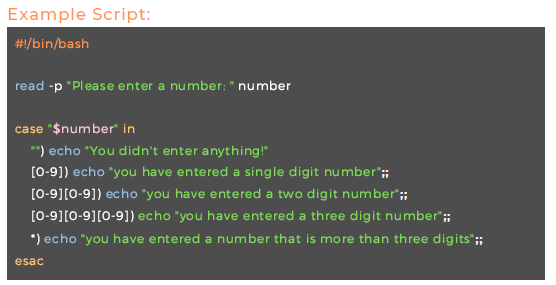 Example Script:
#!/bin/bash
read -p "Please enter a number: " number
case "$number" in
"") echo "You didn't enter anything!"
[0-9]) echo "you have entered a single digit number";;
[0-9][0-9]) echo "you have entered a two digit number";;
[0-9][0-9][0-9]) echo "you have entered a three digit number";;
*) echo "you have entered a number that is more than three digits";;
esac